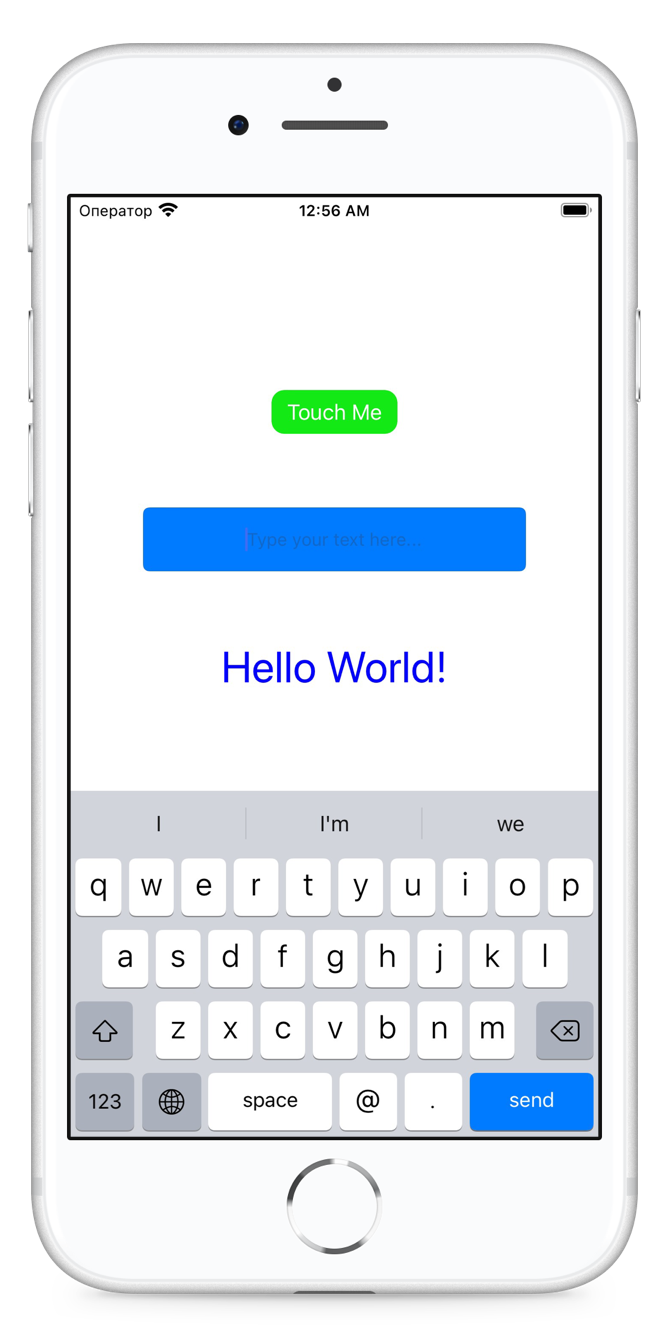 Оператор 12:56 AM
Touch Me
Type your text here...
Hello World!
I I'm we
q w e r t y u i o p
a s d f g h j k l
z x c v b n m
123 space @ . send